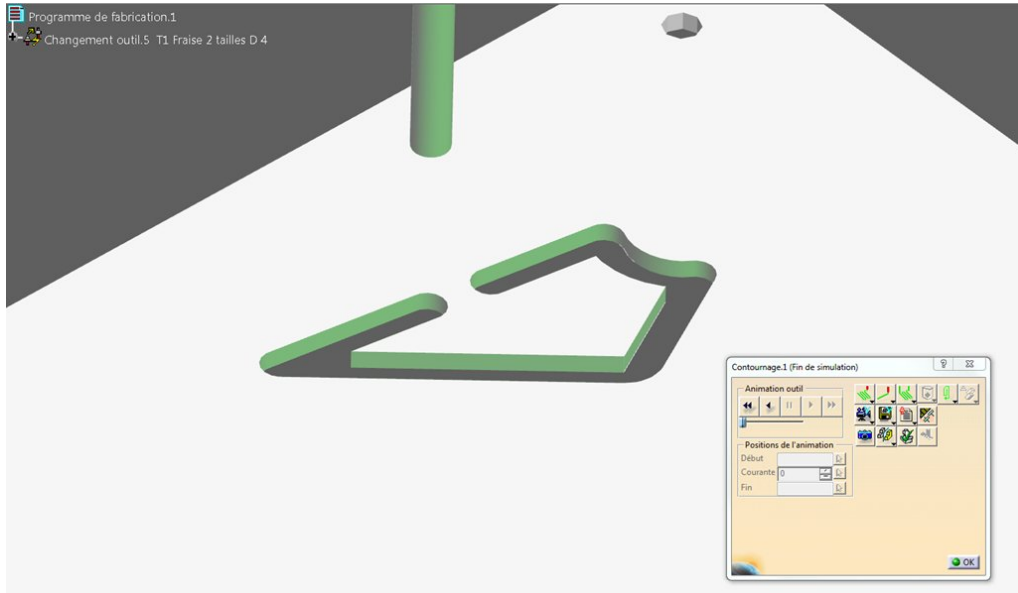 Programme de fabrication.1
Changement outil.5 T1 Fraise 2 tailles D 4
Contournage.1 (Fin de simulation)
Animation outil
Positions de l'animation
Début
Courante 0
Fin
OK